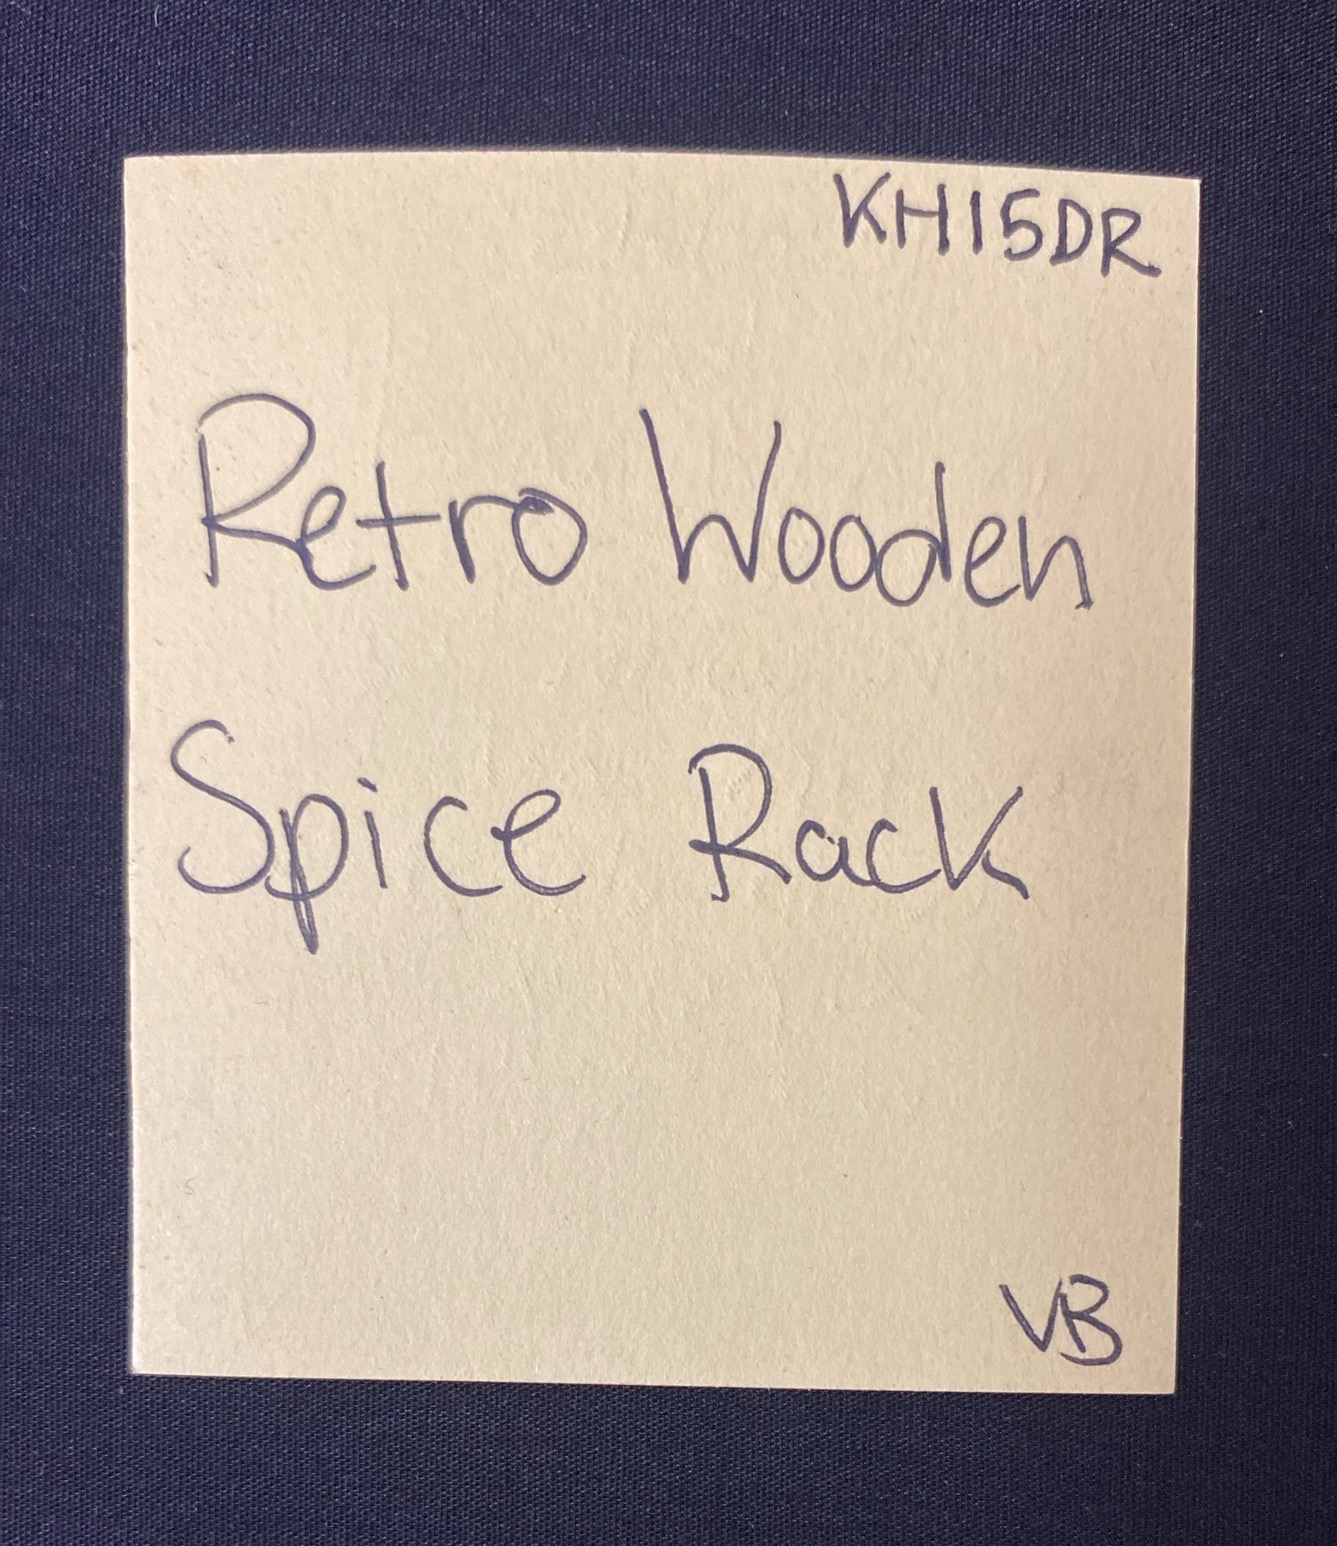 KH15DR
Retro Wooden
Spice Rack
VB